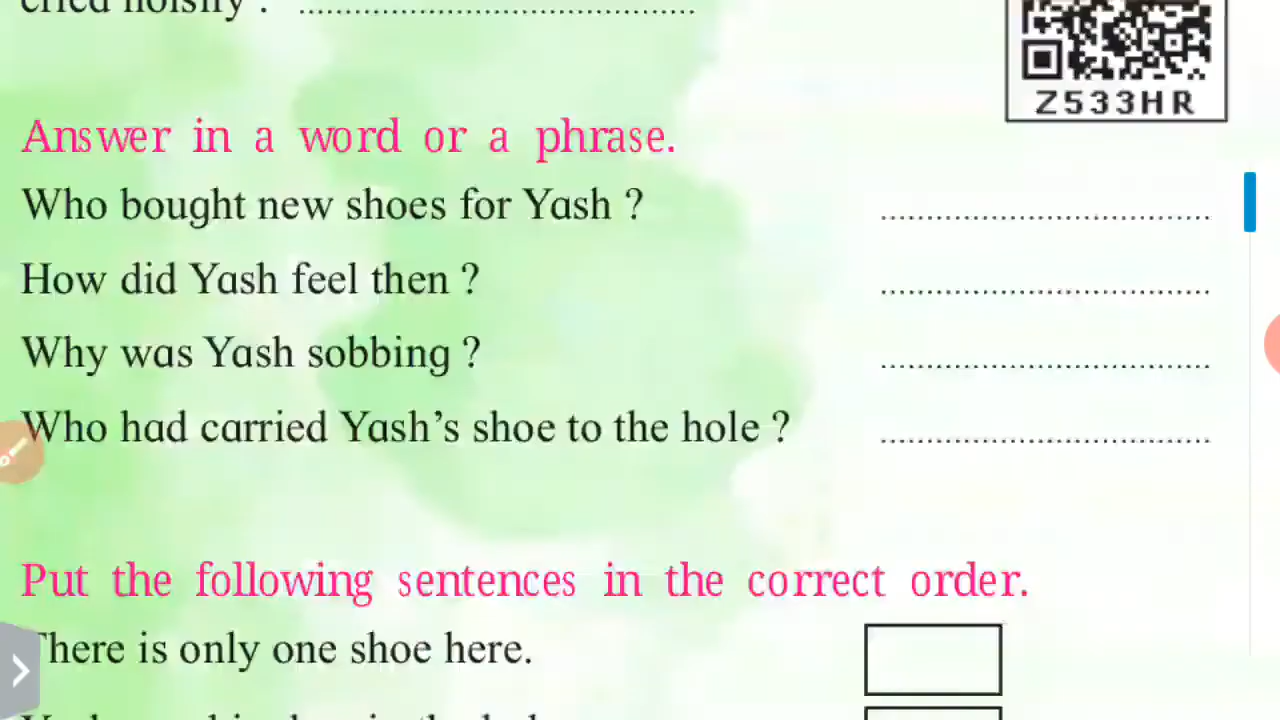 cried noisily :
Z533HR
Answer in a word or a phrase.
Who bought new shoes for Yash ?
How did Yash feel then ?
Why was Yash sobbing ?
Who had carried Yash’s shoe to the hole ?
Put the following sentences in the correct order.
There is only one shoe here.